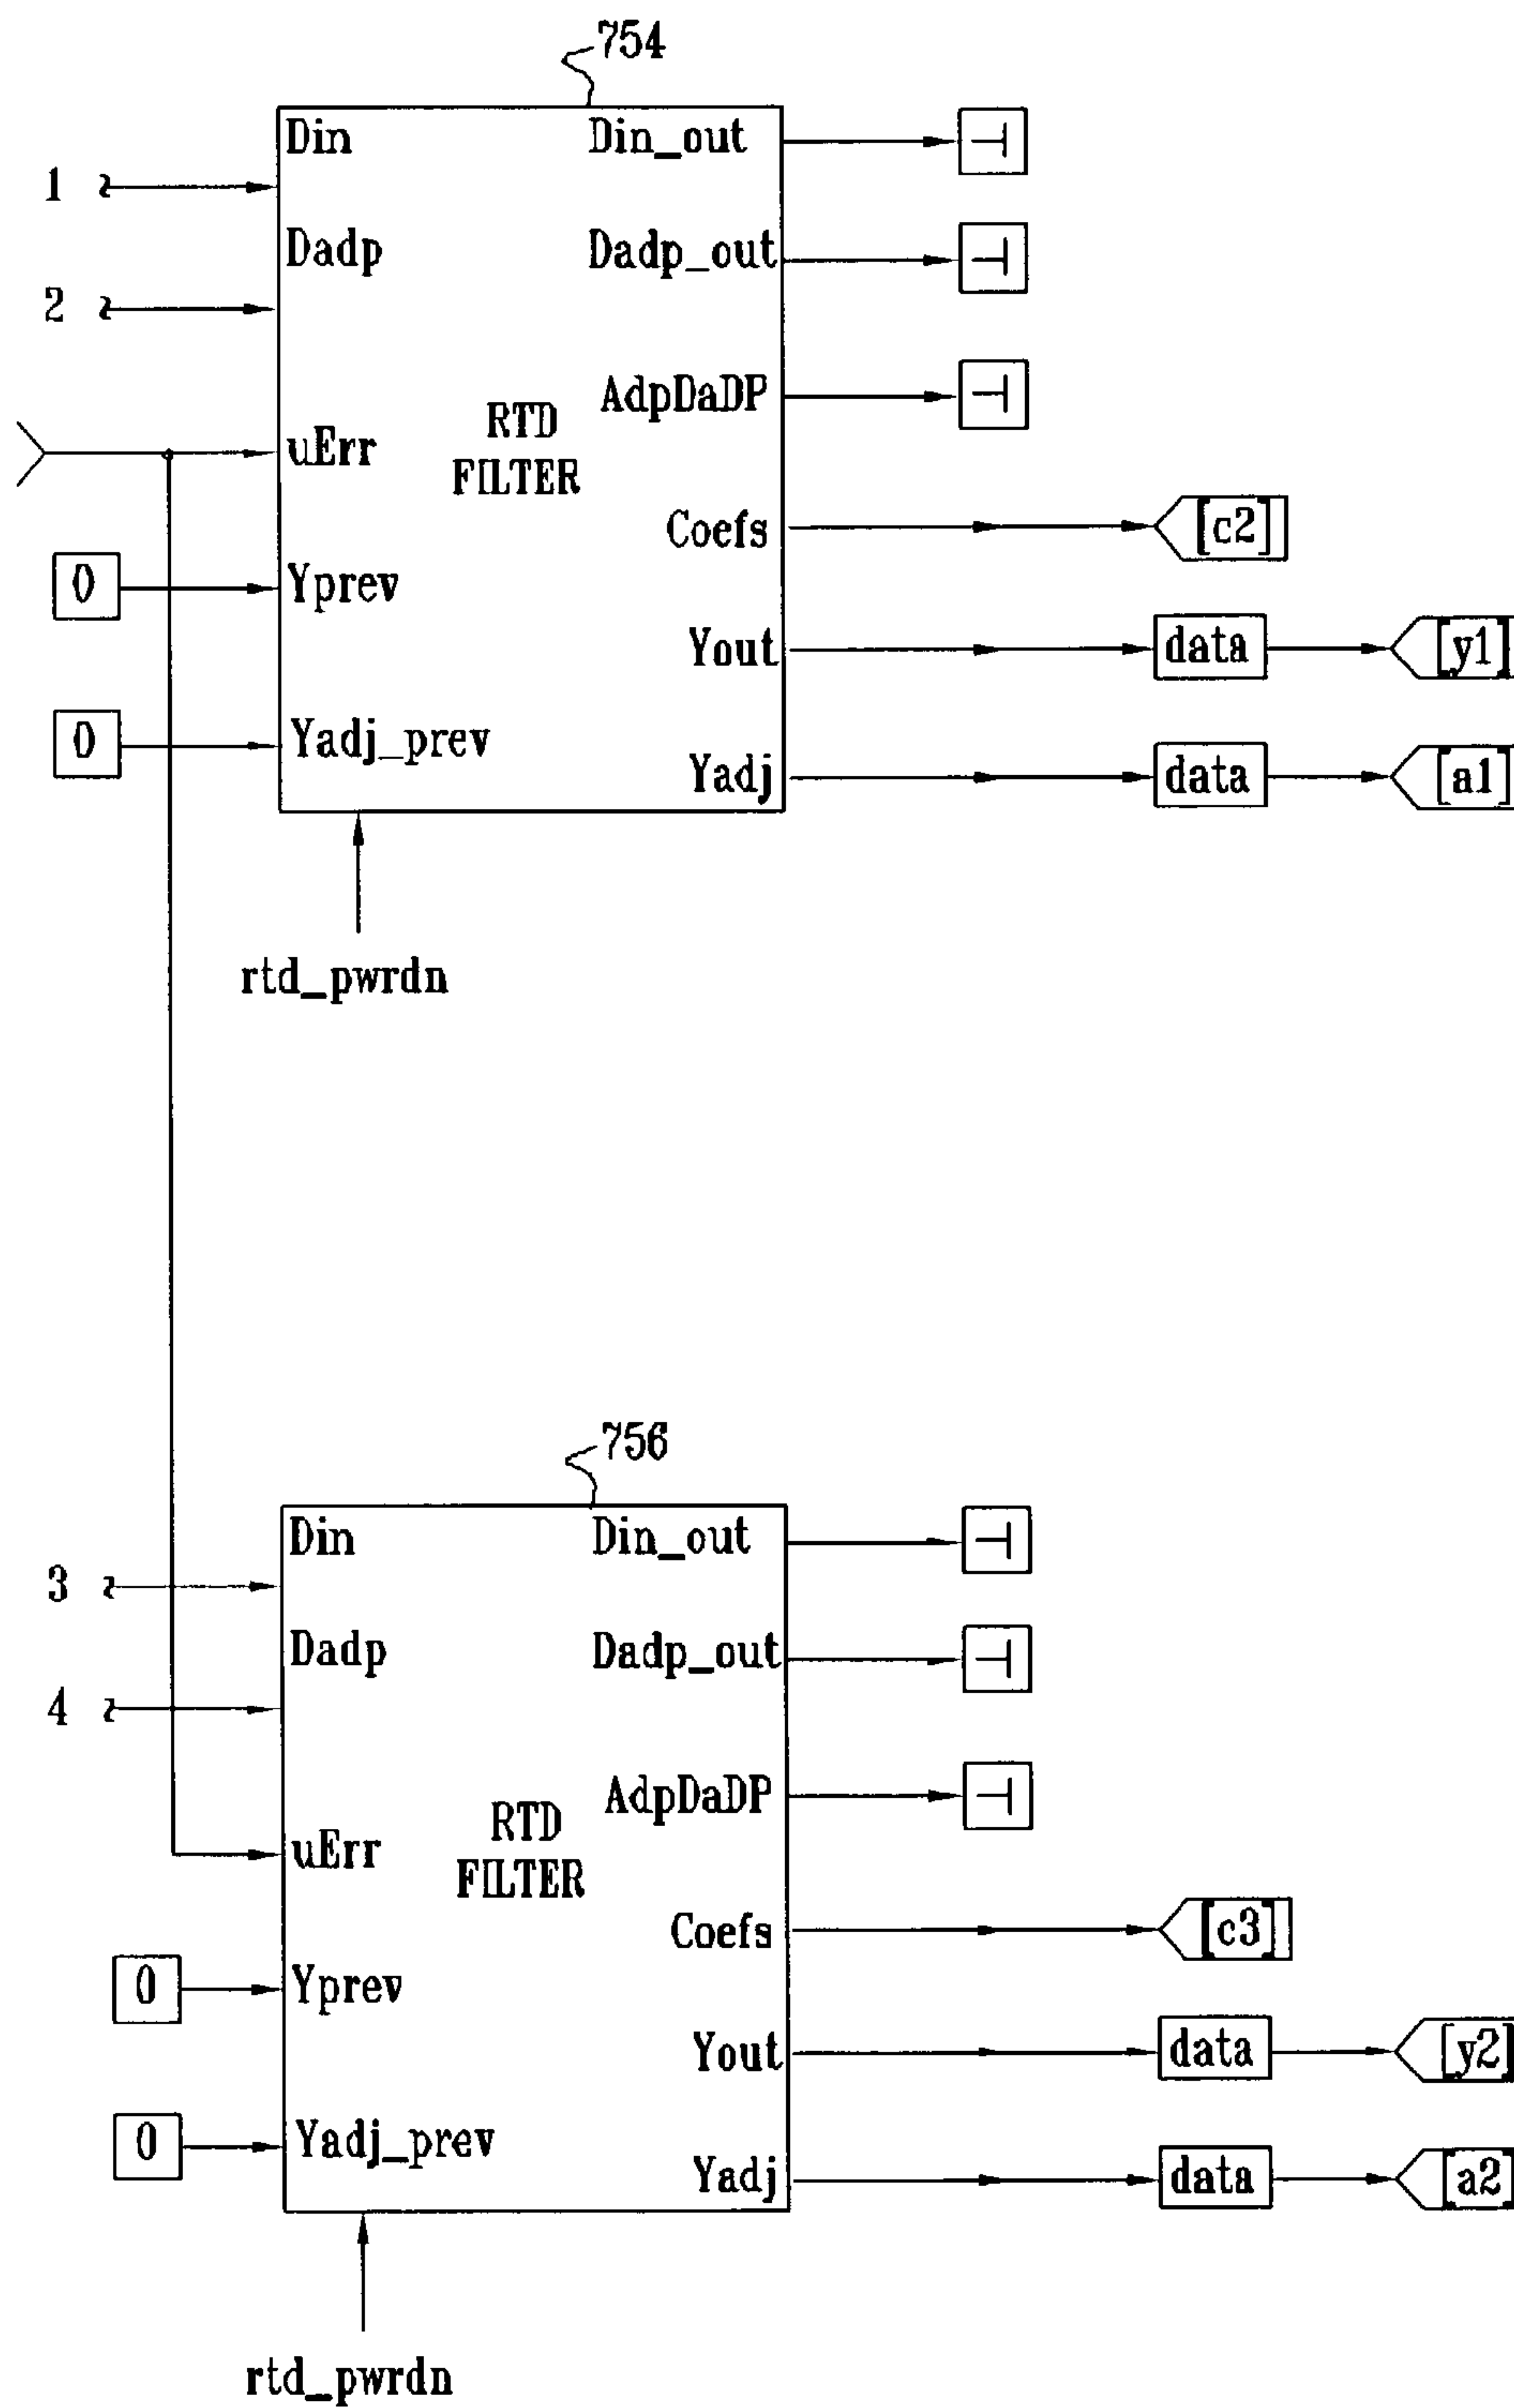 754
Din Din_out
1
Dadp Dadp_out
2
AdpDaDP
RTD
FILTER
uErr
Coefs [c2]
0 Yprev
Yout data [y1]
0 Yadj_prev
Yadj data [a1]
rtd_pwrdn
756
Din Din_out
3
Dadp Dadp_out
4
AdpDaDP
RTD
FILTER
uErr
Coefs [c3]
0 Yprev
Yout data [y2]
0 Yadj_prev
Yadj data [a2]
rtd_pwrdn